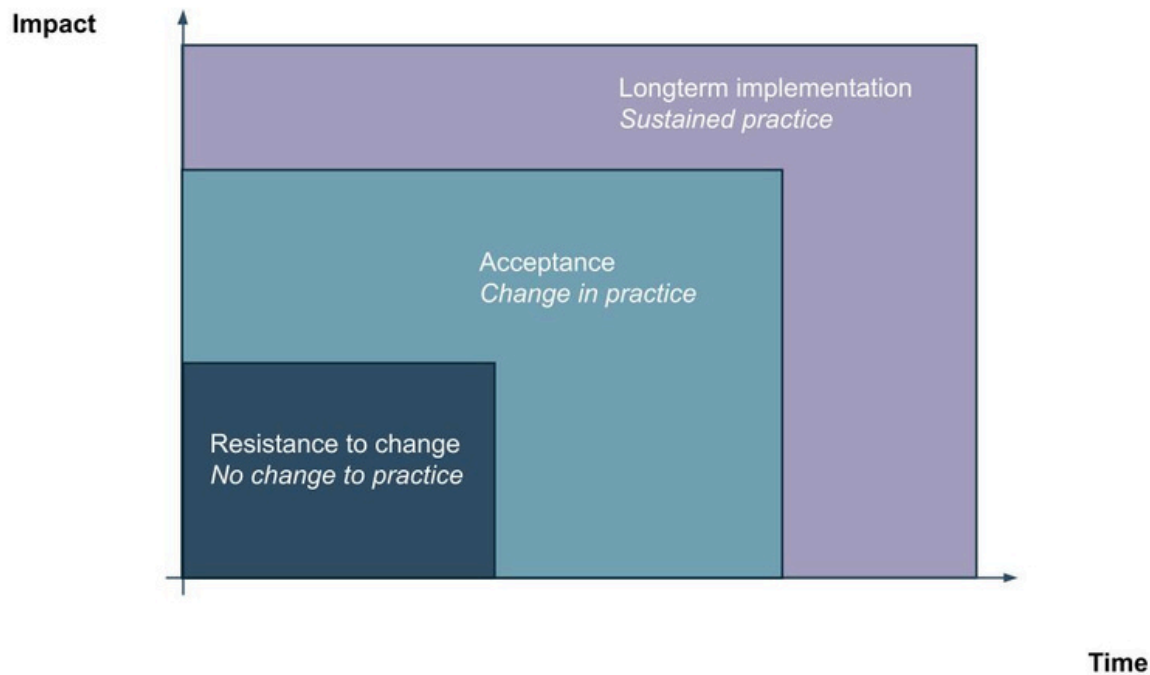 Impact
Longterm implementation
Sustained practice
Acceptance
Change in practice
Resistance to change
No change to practice
Time